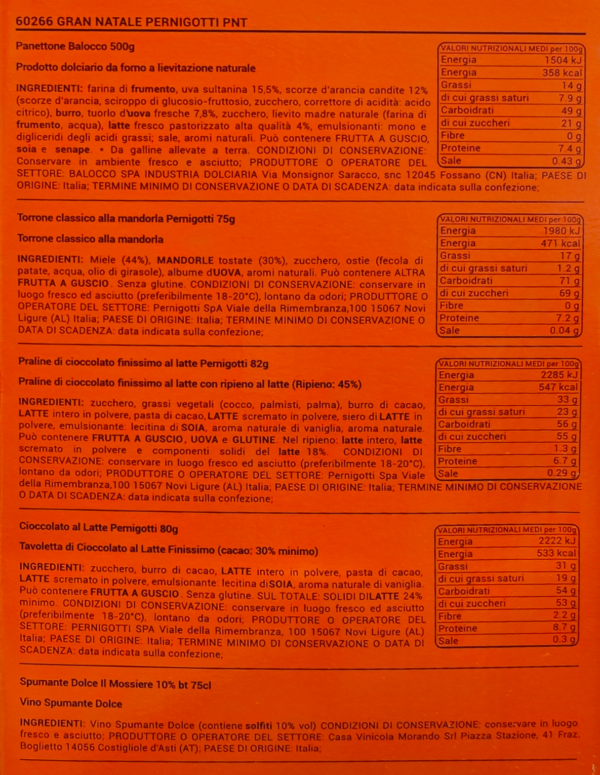 60266 GRAN NATALE PERNIGOTTI PNT
Panettone Balocco 500g
Prodotto dolciario da forno a lievitazione naturale
INGREDIENTI: farina di frumento, uva sultanina 15,5%, scorze d'arancia candite 12%
(scorze d'arancia, sciroppo di glucosio-fruttosio, zucchero, correttore di acidità: acido
citrico), burro, tuorlo d'uova fresche 7,8%, zucchero, lievito madre naturale (farina di
frumento, acqua), latte fresco pastorizzato alta qualità 4%, emulsionanti: mono e
digliceridi degli acidi grassi; sale, aromi naturali. Può contenere FRUTTA A GUSCIO,
soia e senape. • Da galline allevate a terra. CONDIZIONI DI CONSERVAZIONE:
Conservare in ambiente fresco e asciutto; PRODUTTORE O OPERATORE DEL
SETTORE: BALOCCO SPA INDUSTRIA DOLCIARIA Via Monsignor Saracco, snc 12045 Fossano (CN) Italia; PAESE DI
ORIGINE: Italia; TERMINE MINIMO DI CONSERVAZIONE O DATA DI SCADENZA: data indicata sulla confezione;
VALORI NUTRIZIONALI MEDI per 100g
Energia 1504 kJ
Energia 358 kcal
Grassi 14 g
di cui grassi saturi 7.9 g
Carboidrati 49 g
di cui zuccheri 21 g
Fibre 0 g
Proteine 7.4 g
Sale 0.43 g
Torrone classico alla mandorla Pernigotti 75g
Torrone classico alla mandorla
INGREDIENTI: Miele (44%), MANDORLE tostate (30%), zucchero, ostie (fecola di
patate, acqua, olio di girasole), albume dUOVA, aromi naturali. Può contenere ALTRA
FRUTTA A GUSCIO. Senza glutine. CONDIZIONI DI CONSERVAZIONE: conservare in
luogo fresco ed asciutto (preferibilmente 18-20°C), lontano da odori; PRODUTTORE O
OPERATORE DEL SETTORE: Pernigotti SpA Viale della Rimembranza,100 15067 Novi
Ligure (AL) Italia; PAESE DI ORIGINE: Italia; TERMINE MINIMO DI CONSERVAZIONE O
DATA DI SCADENZA: data indicata sulla confezione;
VALORI NUTRIZIONALI MEDI per 100g
Energia 1980 kJ
Energia 471 kcal
Grassi 17 g
di cui grassi saturi 1.2 g
Carboidrati 71 g
di cui zuccheri 69 g
Fibre 0 g
Proteine 7.2 g
Sale 0.04 g
Praline di cioccolato finissimo al latte Pernigotti 82g
Praline di cioccolato finissimo al latte con ripieno al latte (Ripieno: 45%)
INGREDIENTI: zucchero, grassi vegetali (cocco, palmisti, palma), burro di cacao,
LATTE intero in polvere, pasta di cacao,LATTE scremato in polvere, siero di LATTE in
polvere, emulsionante: lecitina di SOIA, aroma naturale di vaniglia, aroma naturale.
Può contenere FRUTTA A GUSCIO , UOVA e GLUTINE. Nel ripieno: latte intero, latte
scremato in polvere e componenti solidi del latte 18%. CONDIZIONI DI
CONSERVAZIONE: conservare in luogo fresco ed asciutto (preferibilmente 18-20°C),
lontano da odori; PRODUTTORE O OPERATORE DEL SETTORE: Pernigotti SpA Viale
della Rimembranza,100 15067 Novi Ligure (AL) Italia; PAESE DI ORIGINE: Italia; TERMINE MINIMO DI CONSERVAZIONE
O DATA DI SCADENZA: data indicata sulla confezione;
VALORI NUTRIZIONALI MEDI per 100g
Energia 2285 kJ
Energia 547 kcal
Grassi 33 g
di cui grassi saturi 23 g
Carboidrati 56 g
di cui zuccheri 55 g
Fibre 1.3 g
Proteine 6.7 g
Sale 0.29 g
Cioccolato al Latte Pernigotti 80g
Tavoletta di Cioccolato al Latte Finissimo (cacao: 30% minimo)
INGREDIENTI: zucchero, burro di cacao, LATTE intero in polvere, pasta di cacao,
LATTE scremato in polvere, emulsionante: lecitina diSOIA, aroma naturale di vaniglia.
Può contenere FRUTTA A GUSCIO . Senza glutine. SUL TOTALE: SOLIDI DILATTE 24%
minimo. CONDIZIONI DI CONSERVAZIONE: conservare in luogo fresco ed asciutto
(preferibilmente 18-20°C), lontano da odori; PRODUTTORE O OPERATORE DEL
SETTORE: PERNIGOTTI SPA Viale della Rimembranza, 100 15067 Novi Ligure (AL)
Italia; PAESE DI ORIGINE: Italia; TERMINE MINIMO DI CONSERVAZIONE O DATA DI
SCADENZA: data indicata sulla confezione;
VALORI NUTRIZIONALI MEDI per 100g
Energia 2222 kJ
Energia 533 kcal
Grassi 31 g
di cui grassi saturi 19 g
Carboidrati 54 g
di cui zuccheri 53 g
Fibre 2.2 g
Proteine 8.7 g
Sale 0.3 g
Spumante Dolce Il Mossiere 10% bt 75cl
Vino Spumante Dolce
INGREDIENTI: Vino Spumante Dolce (contiene solfiti 10% vol) CONDIZIONI DI CONSERVAZIONE: conservare in luogo
fresco e asciutto; PRODUTTORE O OPERATORE DEL SETTORE: Casa Vinicola Morando Srl Piazza Stazione, 41 Fraz.
Boglietto 14056 Costigliole d'Asti (AT); PAESE DI ORIGINE: Italia;